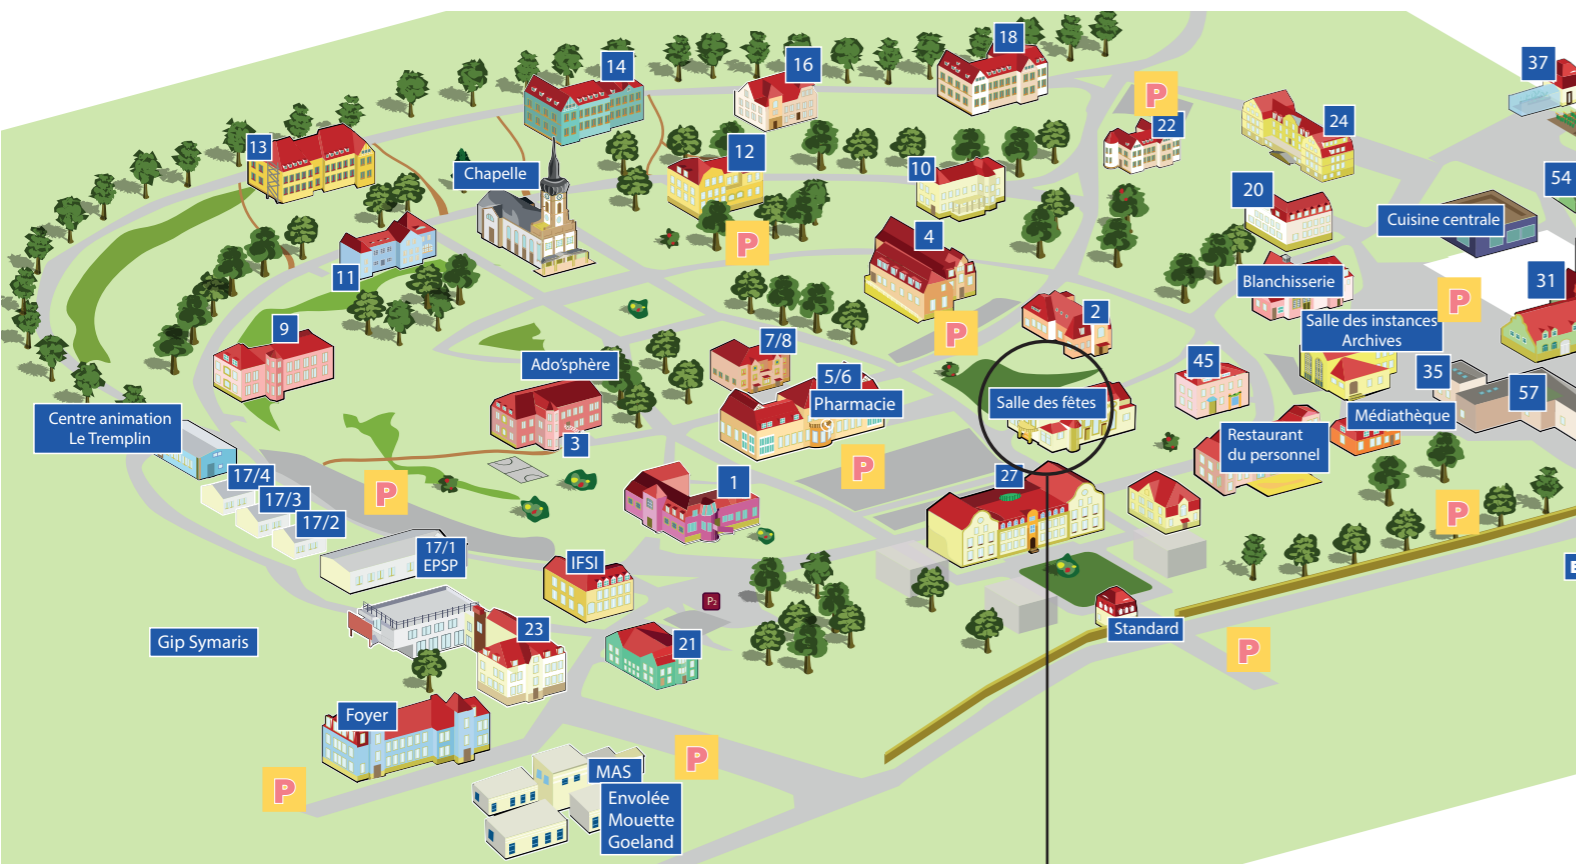 18
37
14
16
P
22
24
13
12
Chapelle
10
54
20
Cuisine centrale
4
P
11
Blanchisserie
31
P
2
Salle des instances
Archives
9
P
7/8
Ado'sphère
45
35
5/6
Pharmacie
57
Salle des fêtes
Médiathèque
Centre animation
Le Tremplin
3
Restaurant
du personnel
P
17/4
27
1
P
17/3
P
17/2
17/1
EPSP
IFSI
P2
23
Standard
Gip Symaris
21
P
Foyer
P
MAS
P
Envolée
Mouette
Goeland